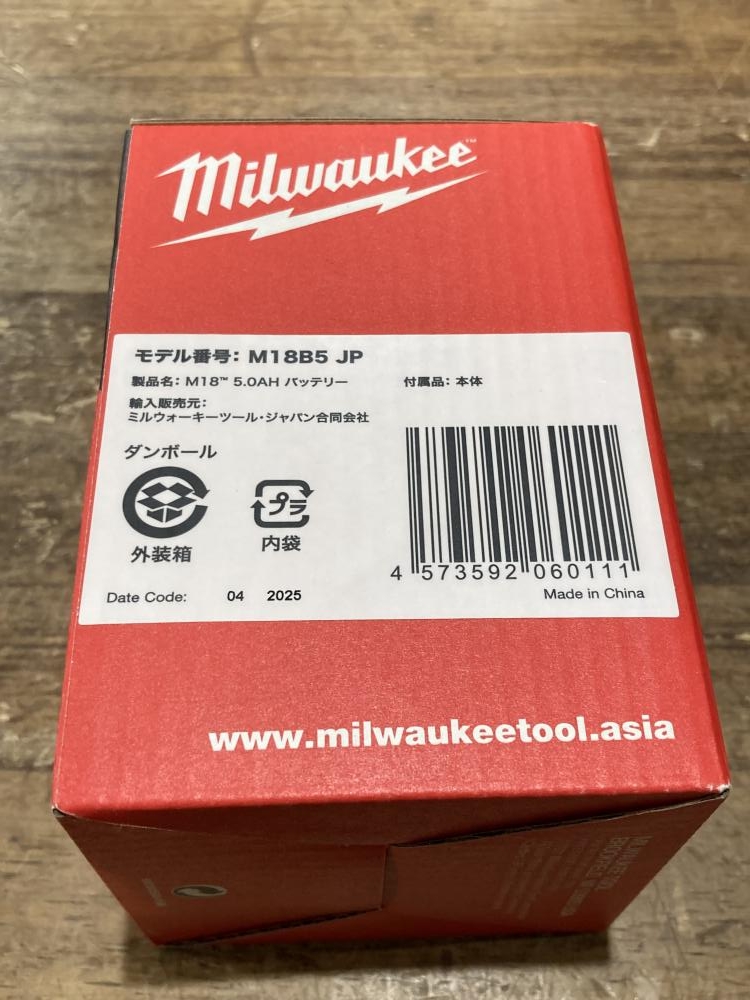 Milwaukee™
モデル番号: M18B5 JP
製品名: M18™ 5.0AH バッテリー 付属品: 本体
輸入販売元:
ミルウォーキーツール・ジャパン合同会社
ダンボール
外装箱
プラ
内袋
4 573592 060111
Date Code: 04 2025
Made in China
www.milwaukeetool.asia